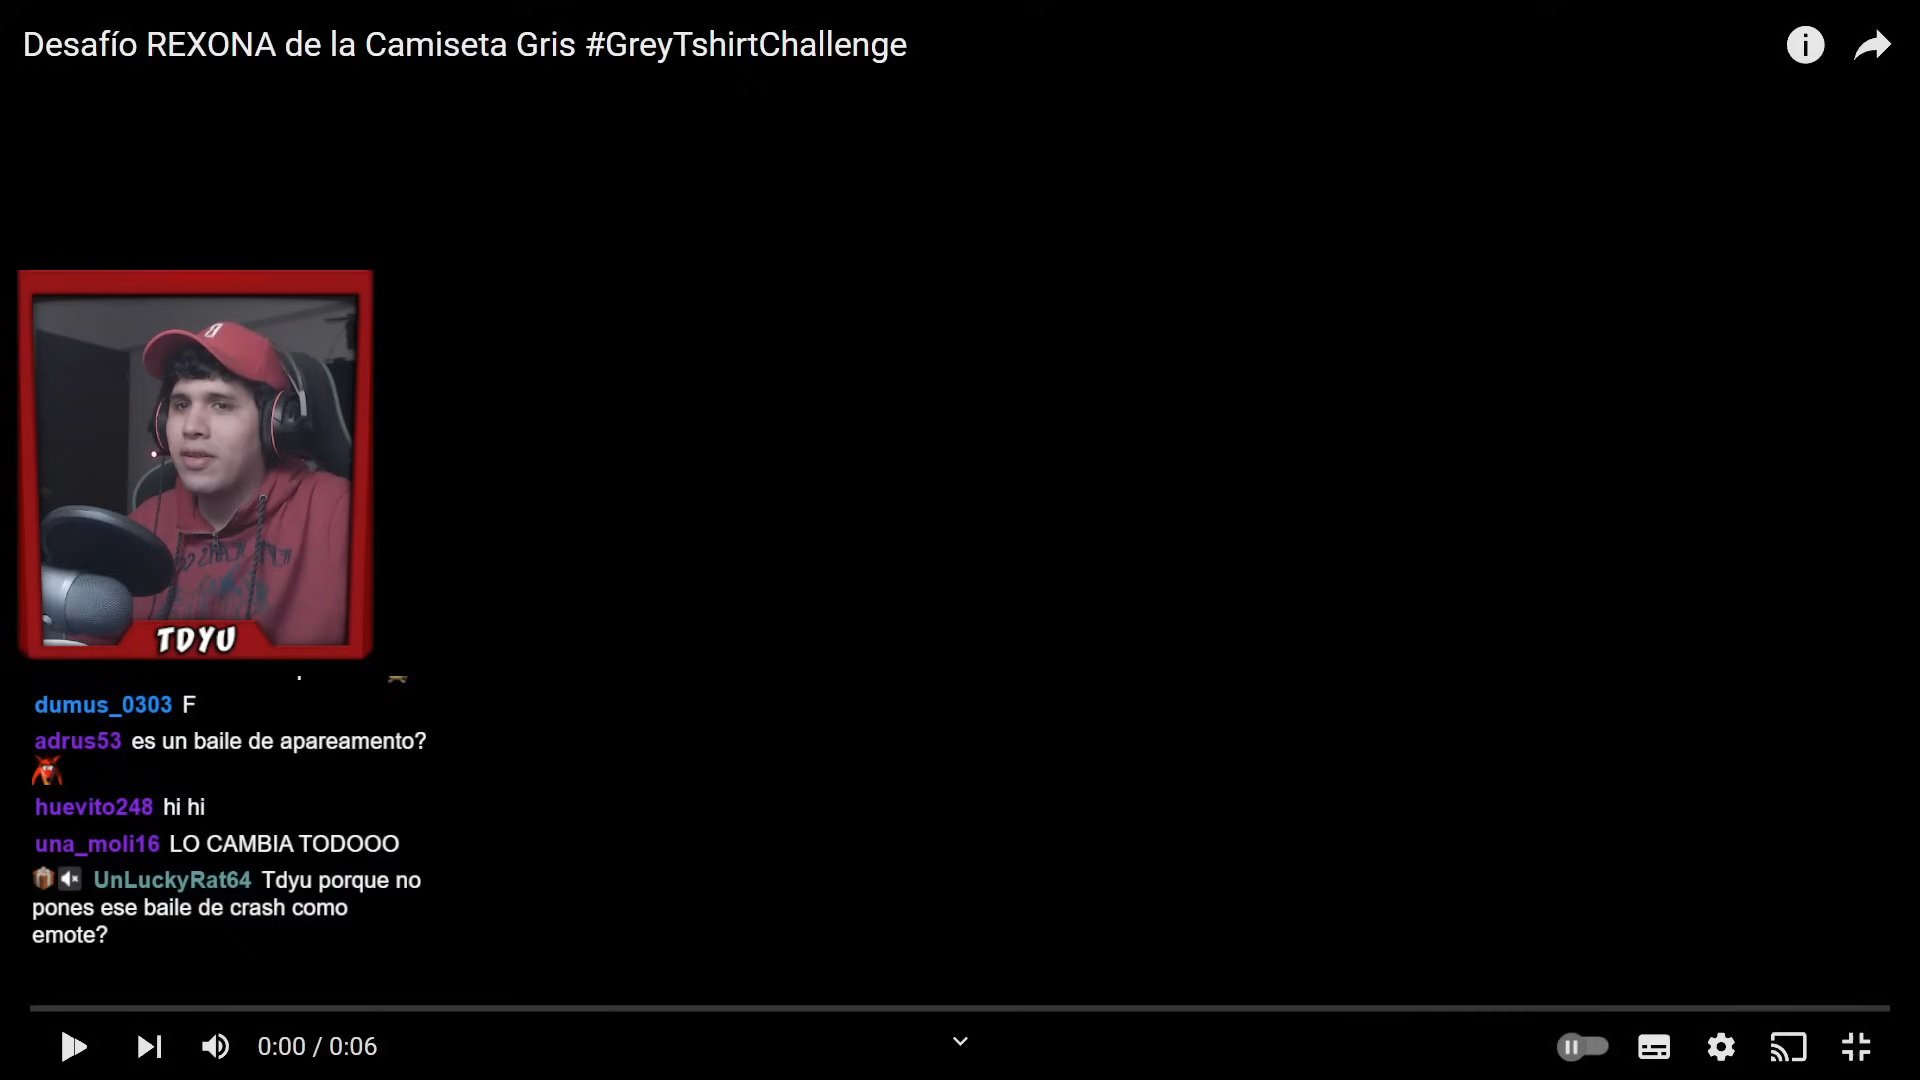 Desafío REXONA de la Camiseta Gris #GreyTshirtChallenge
TDYU
dumus_0303 F
adrus53 es un baile de apareamento?
huevito248 hi hi
una_moli16 LO CAMBIA TODOOO
UnLuckyRat64 Tdyu porque no
pones ese baile de crash como
emote?
0:00 / 0:06